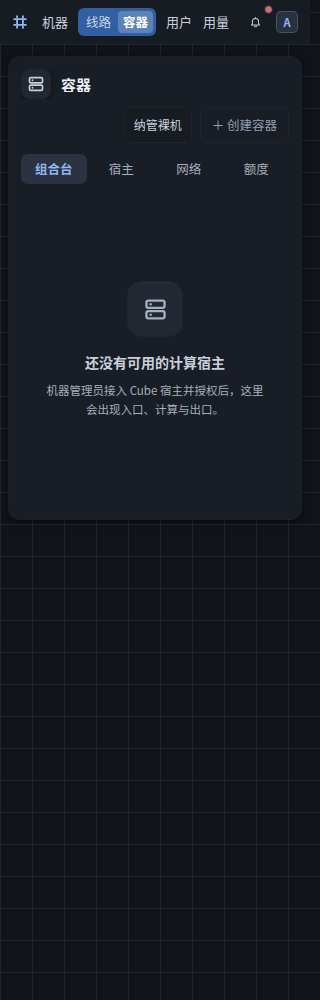 机器 线路 容器 用户 用量 A
容器
纳管裸机 + 创建容器
组合台 宿主 网络 额度
还没有可用的计算宿主
机器管理员接入 Cube 宿主并授权后，这里
会出现入口、计算与出口。